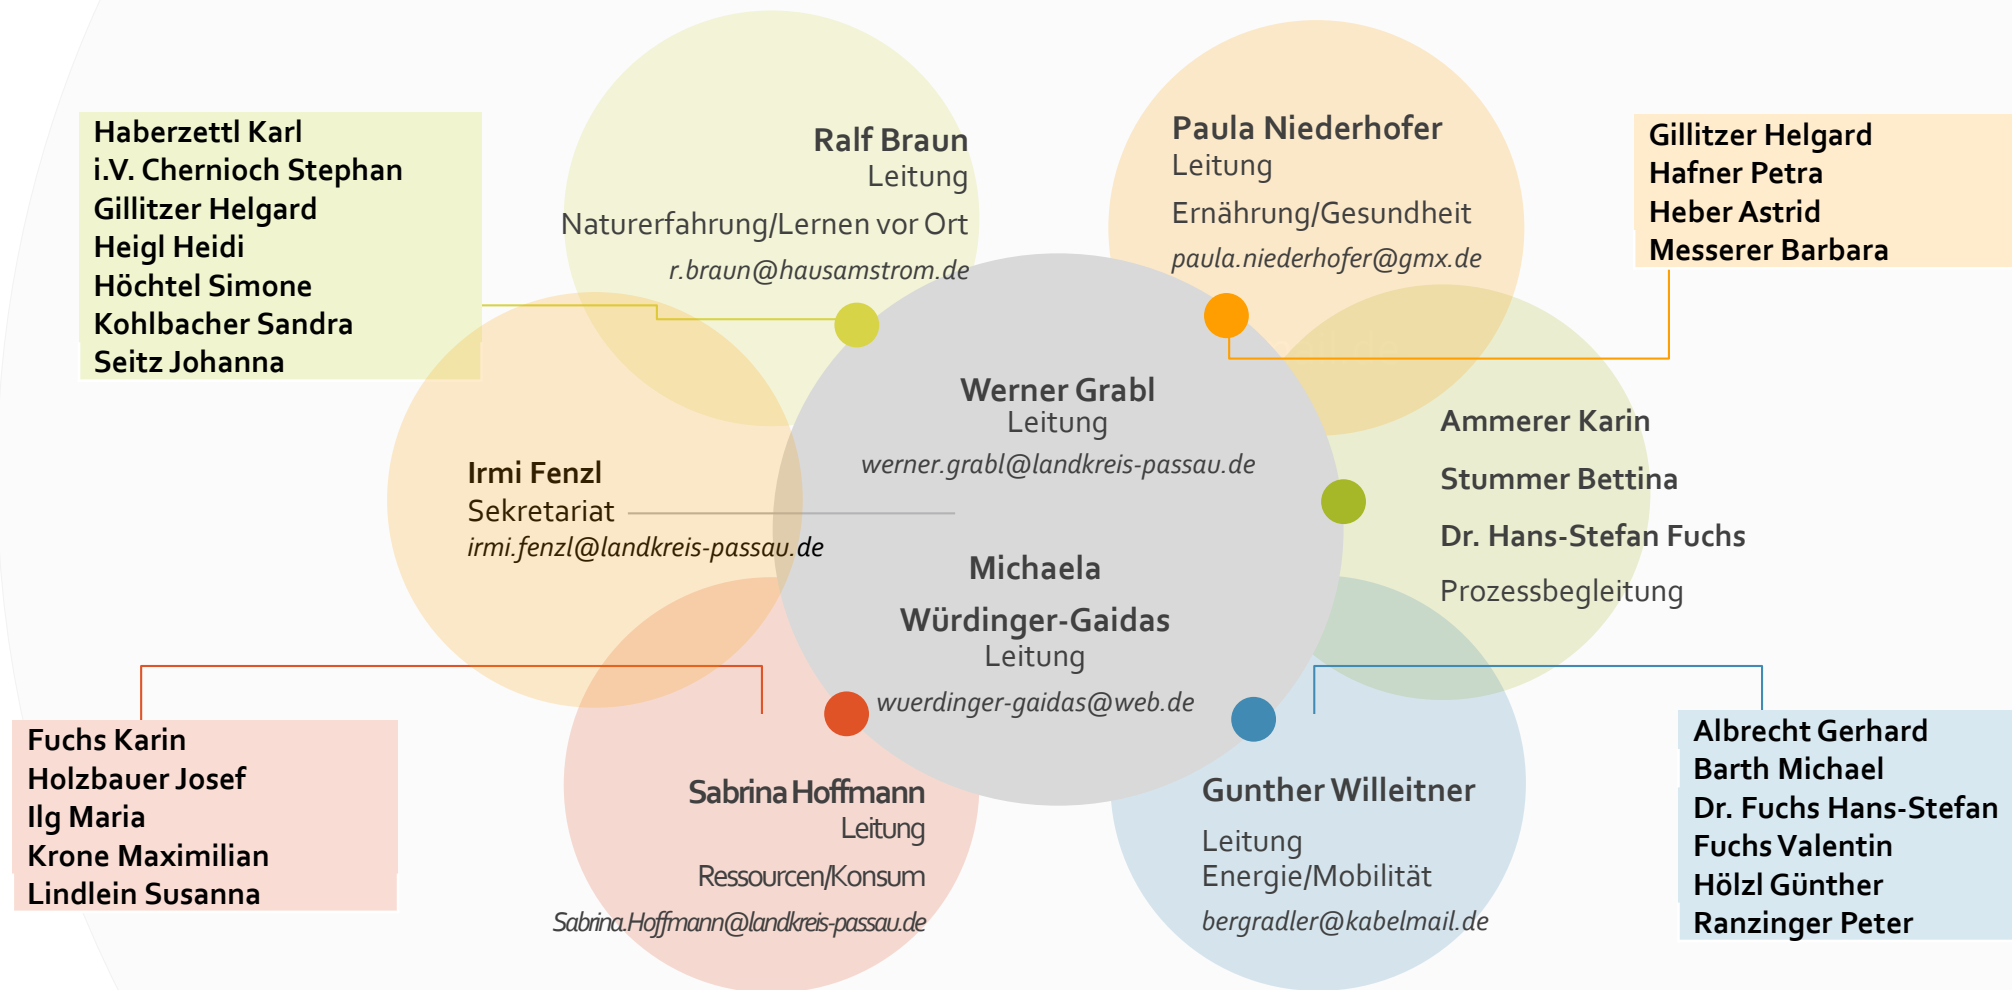 Haberzettl Karl
i.V. Chernioch Stephan
Gillitzer Helgard
Heigl Heidi
Höchtel Simone
Kohlbacher Sandra
Seitz Johanna
Ralf Braun
Leitung
Naturerfahrung/Lernen vor Ort
r.braun@hausamstrom.de
Paula Niederhofer
Leitung
Ernährung/Gesundheit
paula.niederhofer@gmx.de
Gillitzer Helgard
Hafner Petra
Heber Astrid
Messerer Barbara
Irmi Fenzl
Sekretariat
irmi.fenzl@landkreis-passau.de
Werner Grabl
Leitung
werner.grabl@landkreis-passau.de
Michaela
Würdinger-Gaidas
Leitung
wuerdinger-gaidas@web.de
Ammerer Karin
Stummer Bettina
Dr. Hans-Stefan Fuchs
Prozessbegleitung
Fuchs Karin
Holzbauer Josef
Ilg Maria
Krone Maximilian
Lindlein Susanna
Sabrina Hoffmann
Leitung
Ressourcen/Konsum
Sabrina.Hoffmann@landkreis-passau.de
Gunther Willeitner
Leitung
Energie/Mobilität
bergradler@kabelmail.de
Albrecht Gerhard
Barth Michael
Dr. Fuchs Hans-Stefan
Fuchs Valentin
Hölzl Günther
Ranzinger Peter